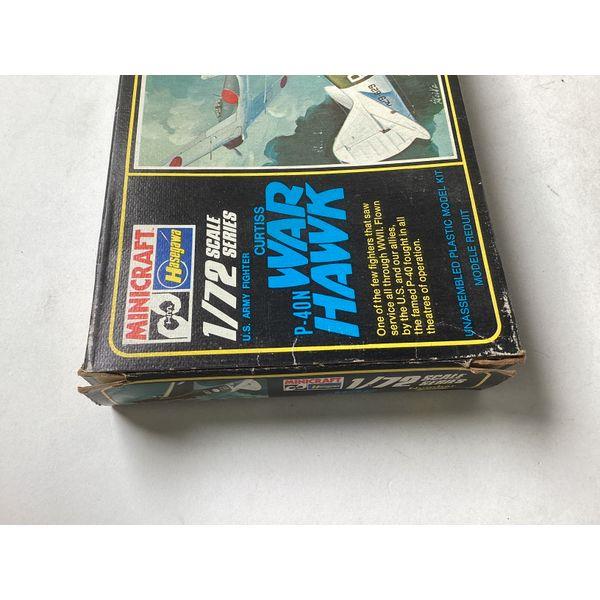 MINICRAFT
Hasegawa
1/72 SCALE SERIES
U.S. ARMY FIGHTER
CURTISS
P-40N WAR
HAWK
One of the few fighters that saw
service all through WWII. Flown
by the U.S. and our allies,
the famed P-40 fought in all
theatres of operation.
UNASSEMBLED PLASTIC MODEL KIT
MODELE REDUIT
MINICRAFT
Hasegawa
1/72 SCALE SERIES